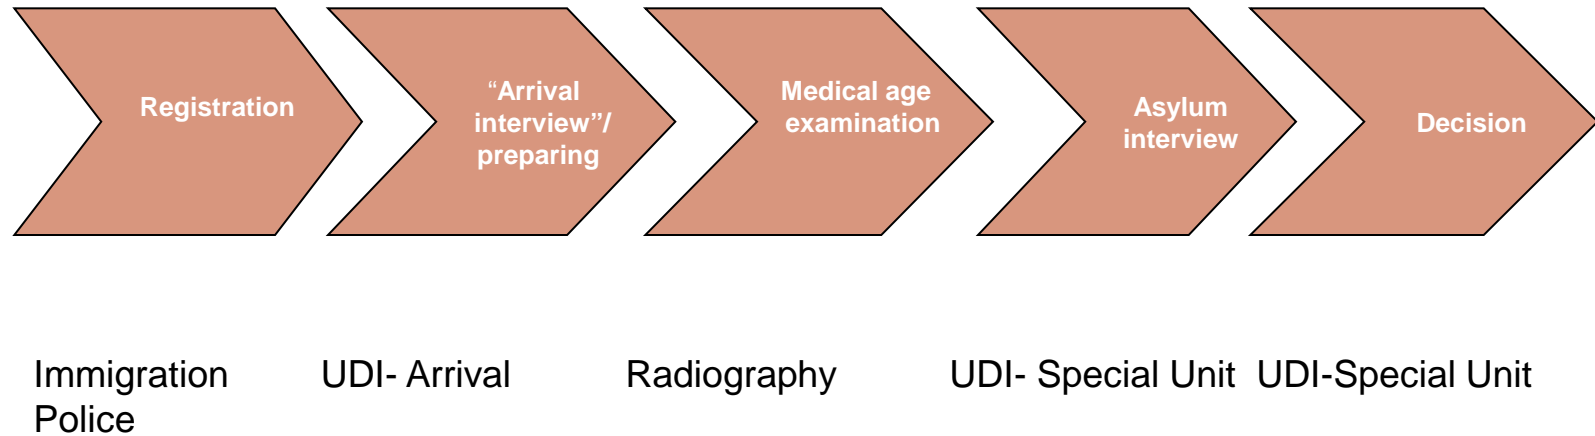 Registration
“Arrival
interview”/
preparing
Medical age
examination
Asylum
interview
Decision
Immigration
Police
UDI- Arrival
Radiography
UDI- Special Unit
UDI-Special Unit